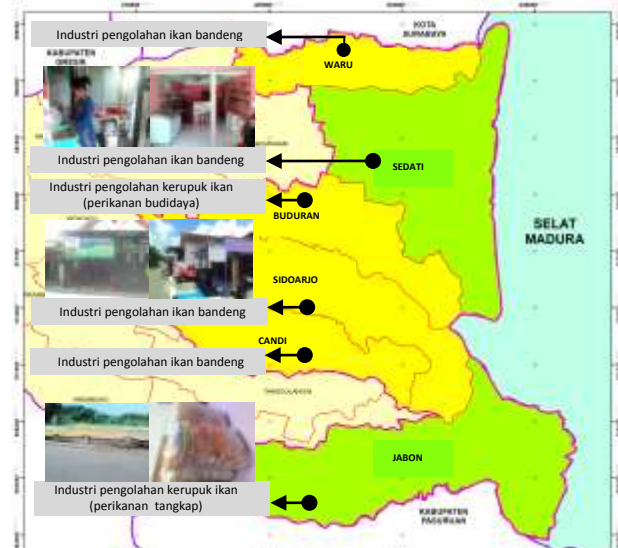 Industri pengolahan ikan bandeng
KOTA
SURABAYA
KABUPATEN
GRESIK
WARU
Industri pengolahan ikan bandeng
SEDATI
Industri pengolahan kerupuk ikan
(perikanan budidaya)
BUDURAN
SELAT
MADURA
SIDOARJO
Industri pengolahan ikan bandeng
CANDI
Industri pengolahan ikan bandeng
TANGGULANGIN
JABON
Industri pengolahan kerupuk ikan
(perikanan tangkap)
KABUPATEN
PASURUAN